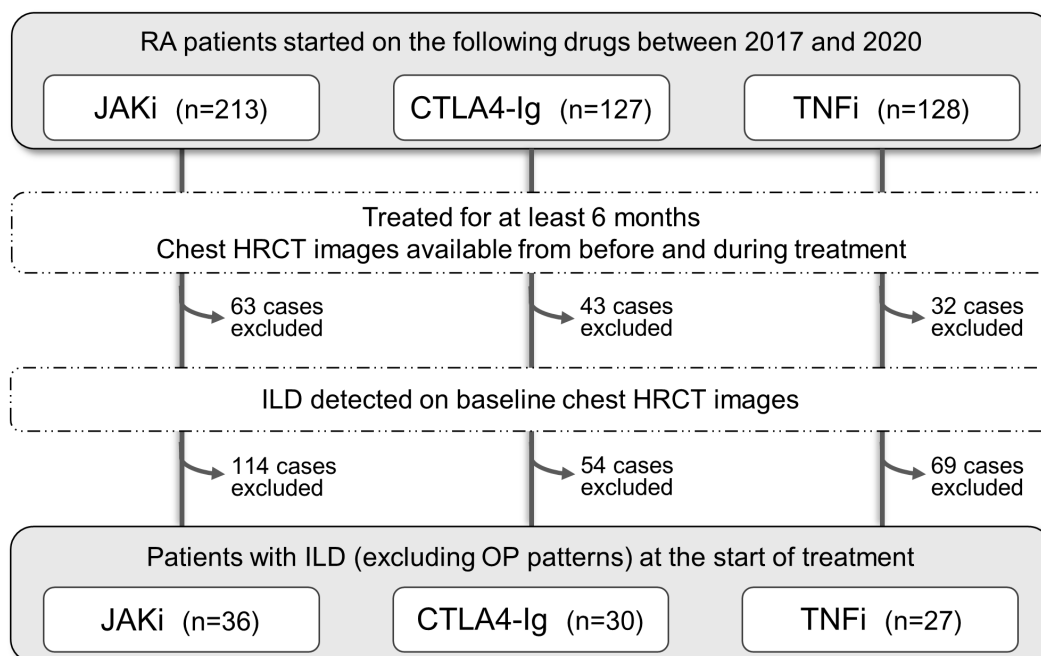 RA patients started on the following drugs between 2017 and 2020
JAKi (n=213)
CTLA4-Ig (n=127)
TNFi (n=128)
Treated for at least 6 months
Chest HRCT images available from before and during treatment
63 cases
excluded
43 cases
excluded
32 cases
excluded
ILD detected on baseline chest HRCT images
114 cases
excluded
54 cases
excluded
69 cases
excluded
Patients with ILD (excluding OP patterns) at the start of treatment
JAKi (n=36)
CTLA4-Ig (n=30)
TNFi (n=27)